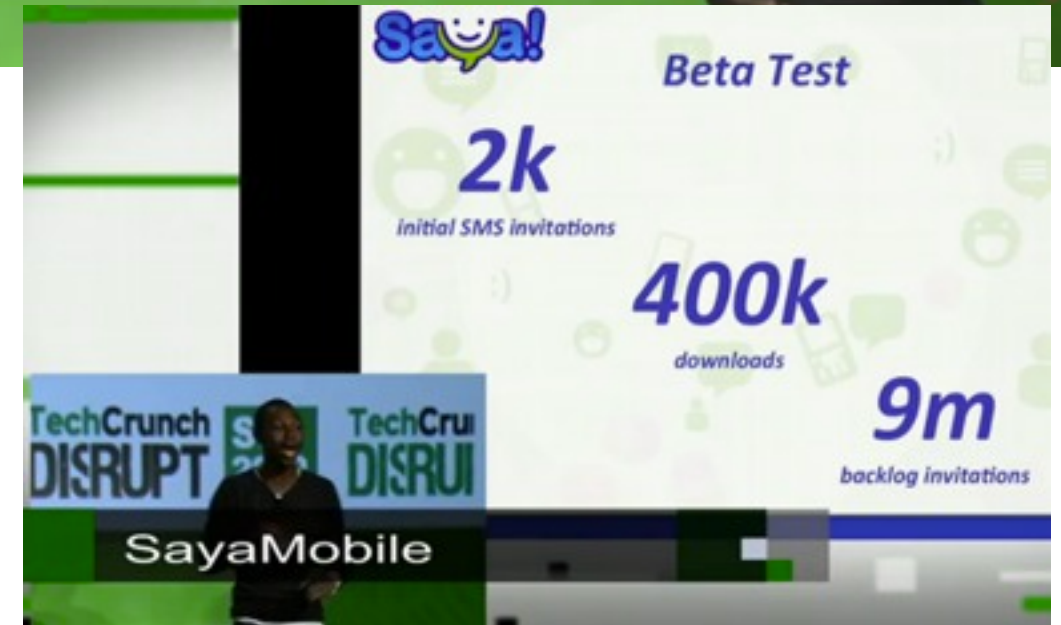 Saya!
Beta Test
2k
initial SMS invitations
400k
downloads
9m
backlog invitations
TechCrunch
DISRUPT
TechCru
DISRU
SayaMobile